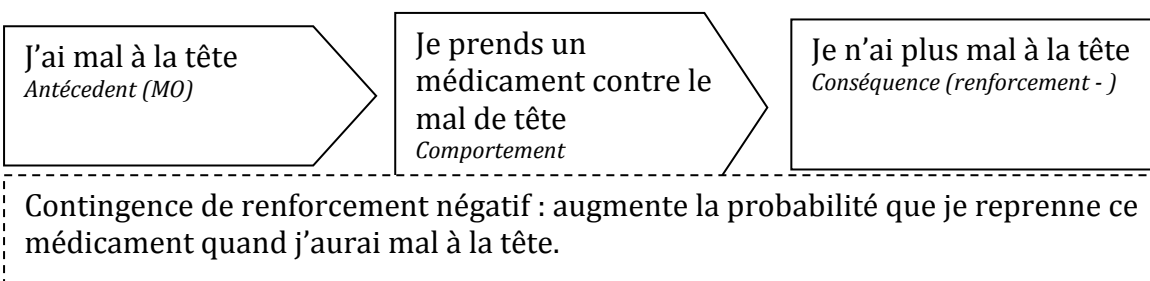 J’ai mal à la tête
Antécedent (MO)
Je prends un
médicament contre le
mal de tête
Comportement
Je n’ai plus mal à la tête
Conséquence (renforcement - )
Contingence de renforcement négatif : augmente la probabilité que je reprenne ce
médicament quand j’aurai mal à la tête.